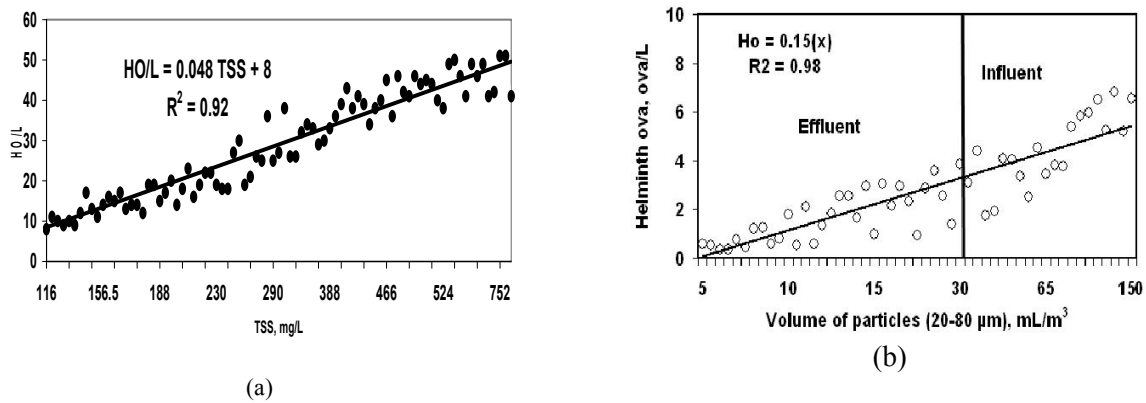 60
50
40
30
20
10
0
HO/L
HO/L = 0.048 TSS + 8
R² = 0.92
116 156.5 188 230 290 388 466 524 752
TSS, mg/L
(a)
10
8
6
4
2
0
Helminth ova, ova/L
Ho = 0.15(x)
R2 = 0.98
Effluent
Influent
5 10 15 30 65 150
Volume of particles (20-80 µm), mL/m³
(b)